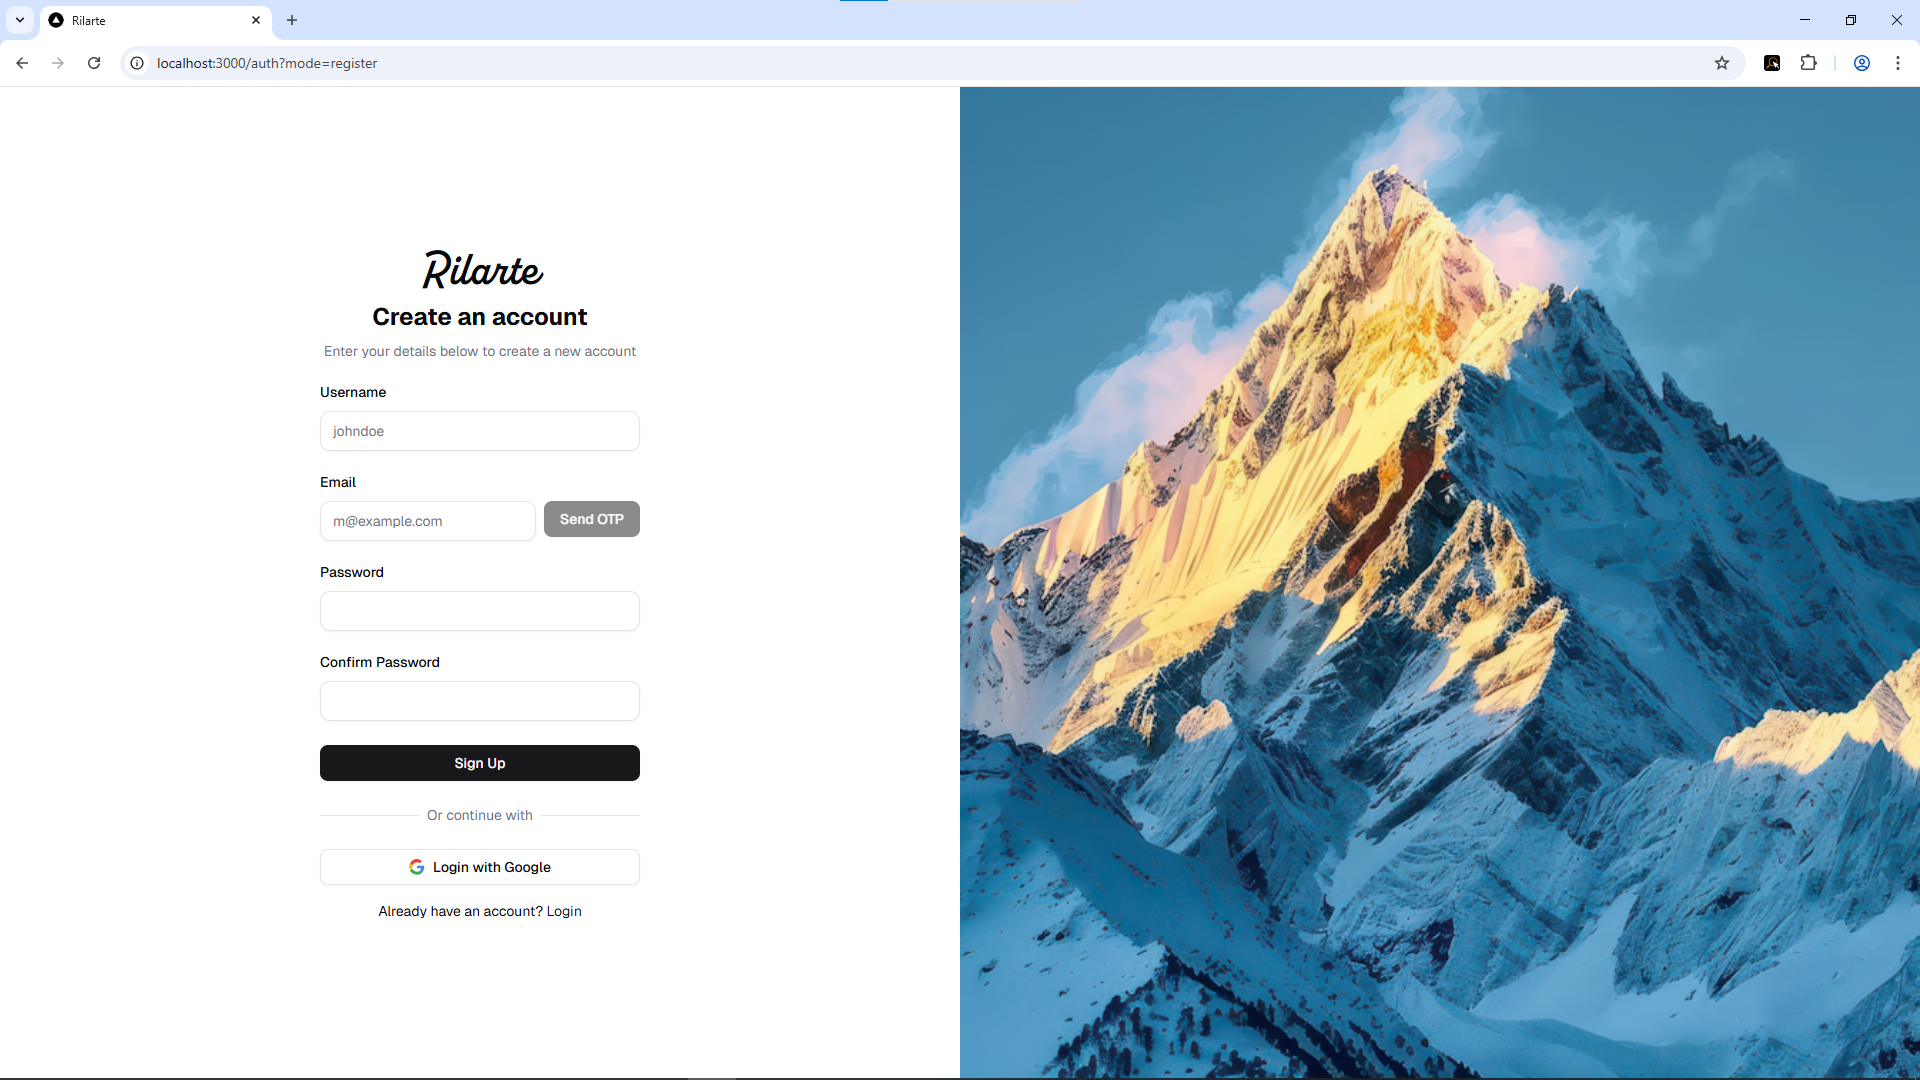 Rilarte
localhost:3000/auth?mode=register
Rilarte
Create an account
Enter your details below to create a new account
Username
johndoe
Email
m@example.com
Send OTP
Password
Confirm Password
Sign Up
Or continue with
Login with Google
Already have an account? Login